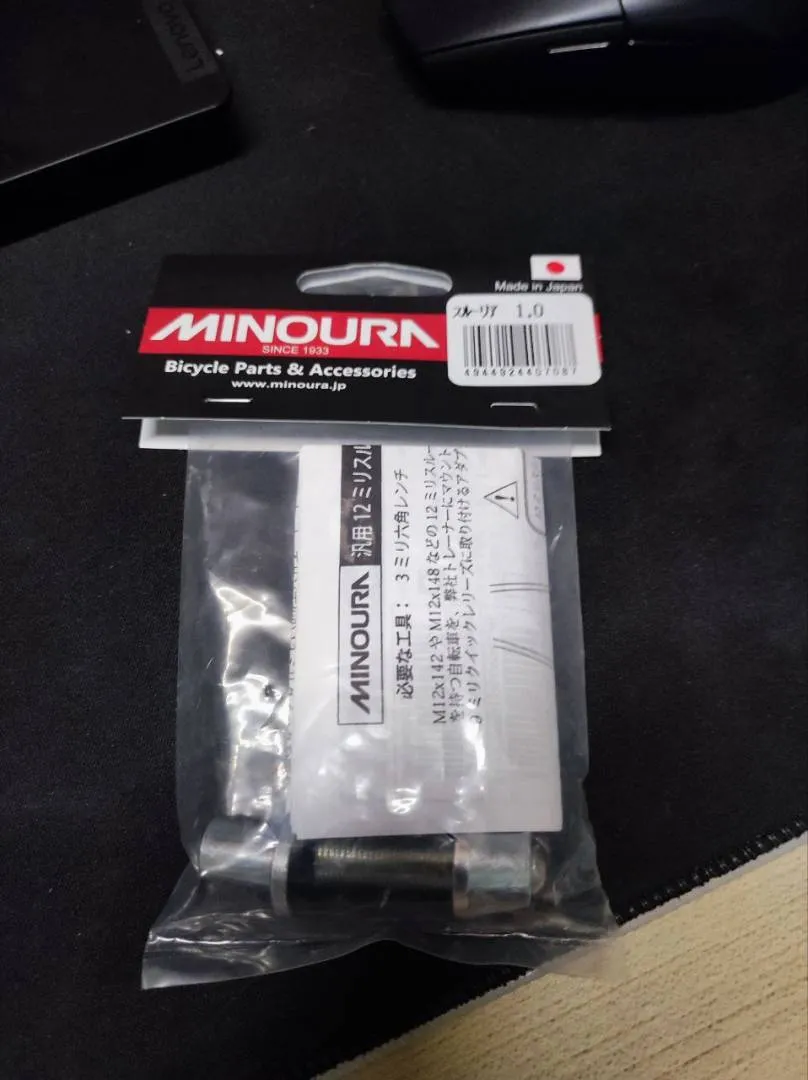 Lenovo
Made in Japan
MINOURA
SINCE 1933
Bicycle Parts & Accessories
www.minoura.jp
スルーリア 1.0
4944924407087
MINOURA 汎用12ミリスル
必要な工具： 3ミリ六角レンチ
M12x142やM12x148などの12ミリスルー
を持つ自転車を、弊社トレーナーにマウント
ミリクイックレリーズに取り付けるアダプ